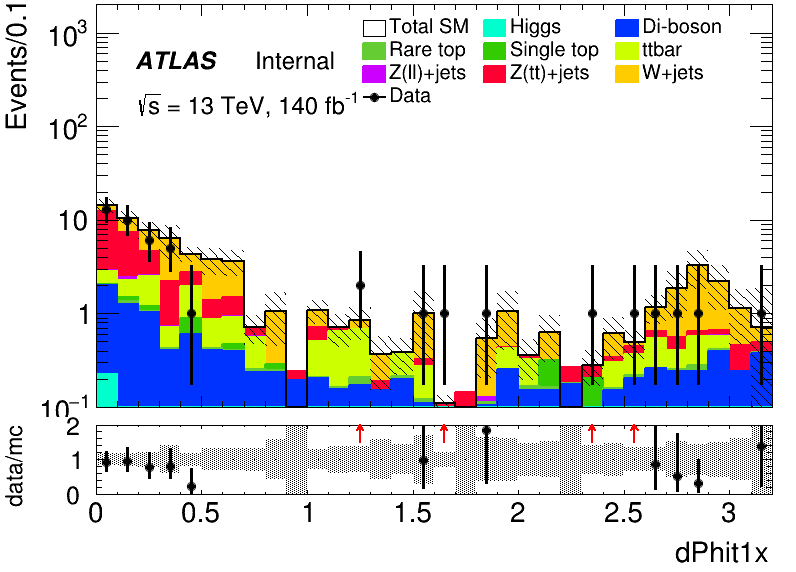 Events/0.1
10³
10²
10
1
10⁻¹
ATLAS Internal
√s = 13 TeV, 140 fb⁻¹
Total SM Higgs Di-boson
Rare top Single top ttbar
Z(ll)+jets Z(tt)+jets W+jets
Data
data/mc
2
1
0
0 0.5 1 1.5 2 2.5 3
dPhit1x